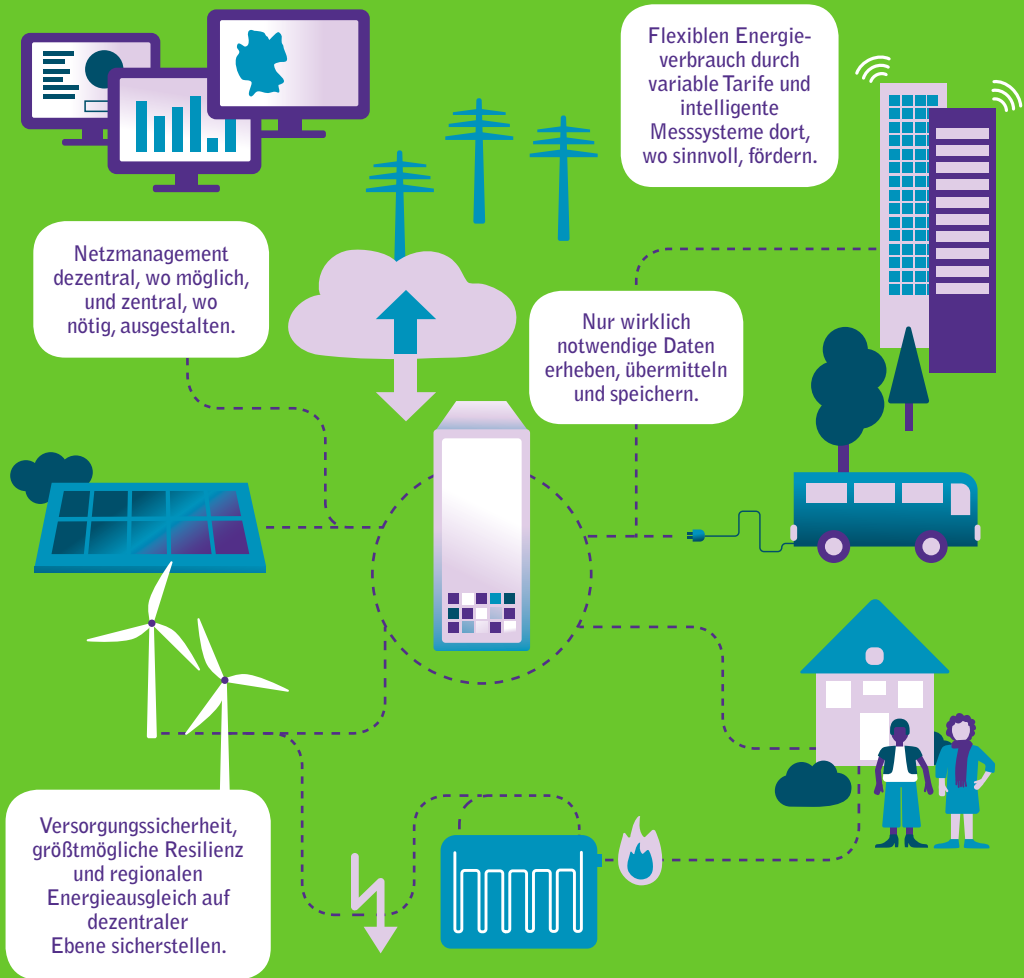 Flexiblen Energie-
verbrauch durch
variable Tarife und
intelligente
Messsysteme dort,
wo sinnvoll, fördern.
Netzmanagement
dezentral, wo möglich,
und zentral, wo
nötig, ausgestalten.
Nur wirklich
notwendige Daten
erheben, übermitteln
und speichern.
Versorgungssicherheit,
größtmögliche Resilienz
und regionalen
Energieausgleich auf
dezentraler
Ebene sicherstellen.